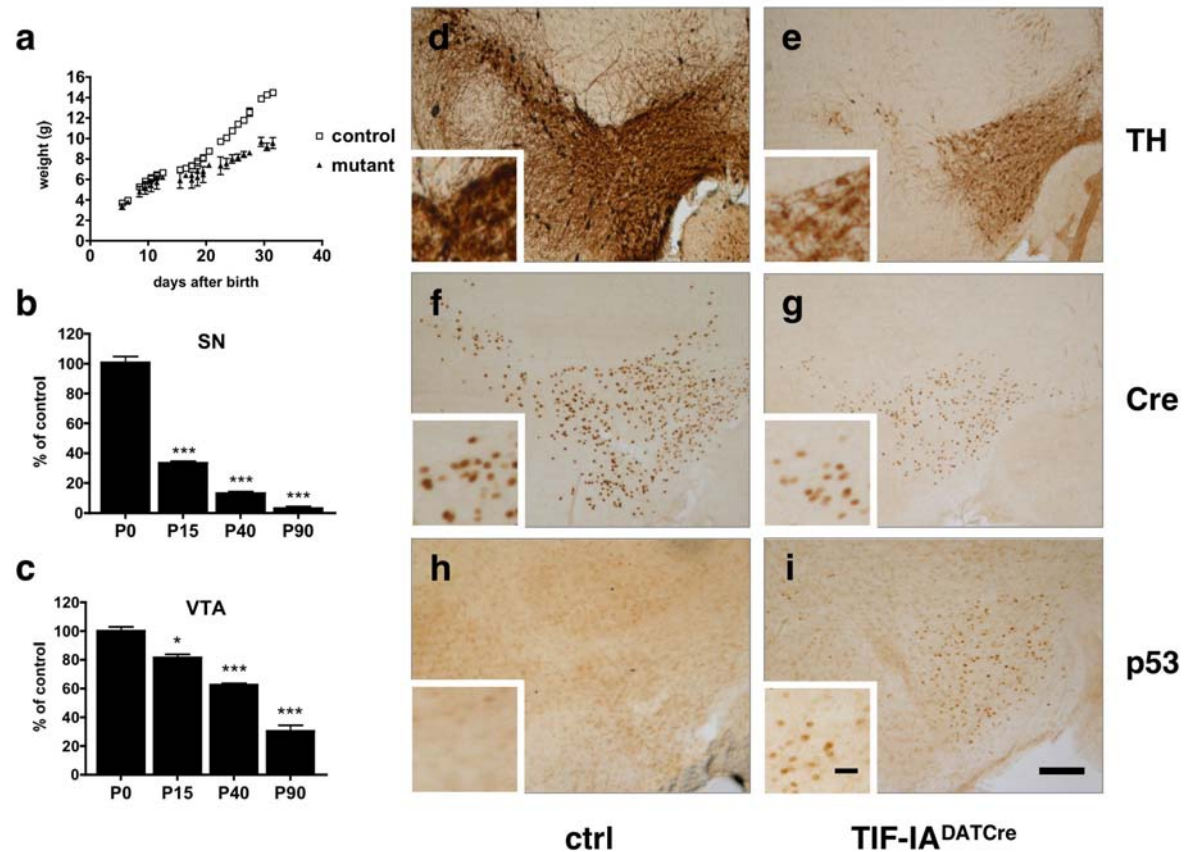 a
16
14
12
10
8
6
4
2
0
weight (g)
0 10 20 30 40
days after birth
control
mutant
b
SN
120
100
80
60
40
20
0
% of control
***
***
***
P0 P15 P40 P90
c
VTA
120
100
80
60
40
20
0
% of control
*
***
***
P0 P15 P40 P90
d
e
TH
f
g
Cre
h
i
p53
ctrl
TIF-IADATCre